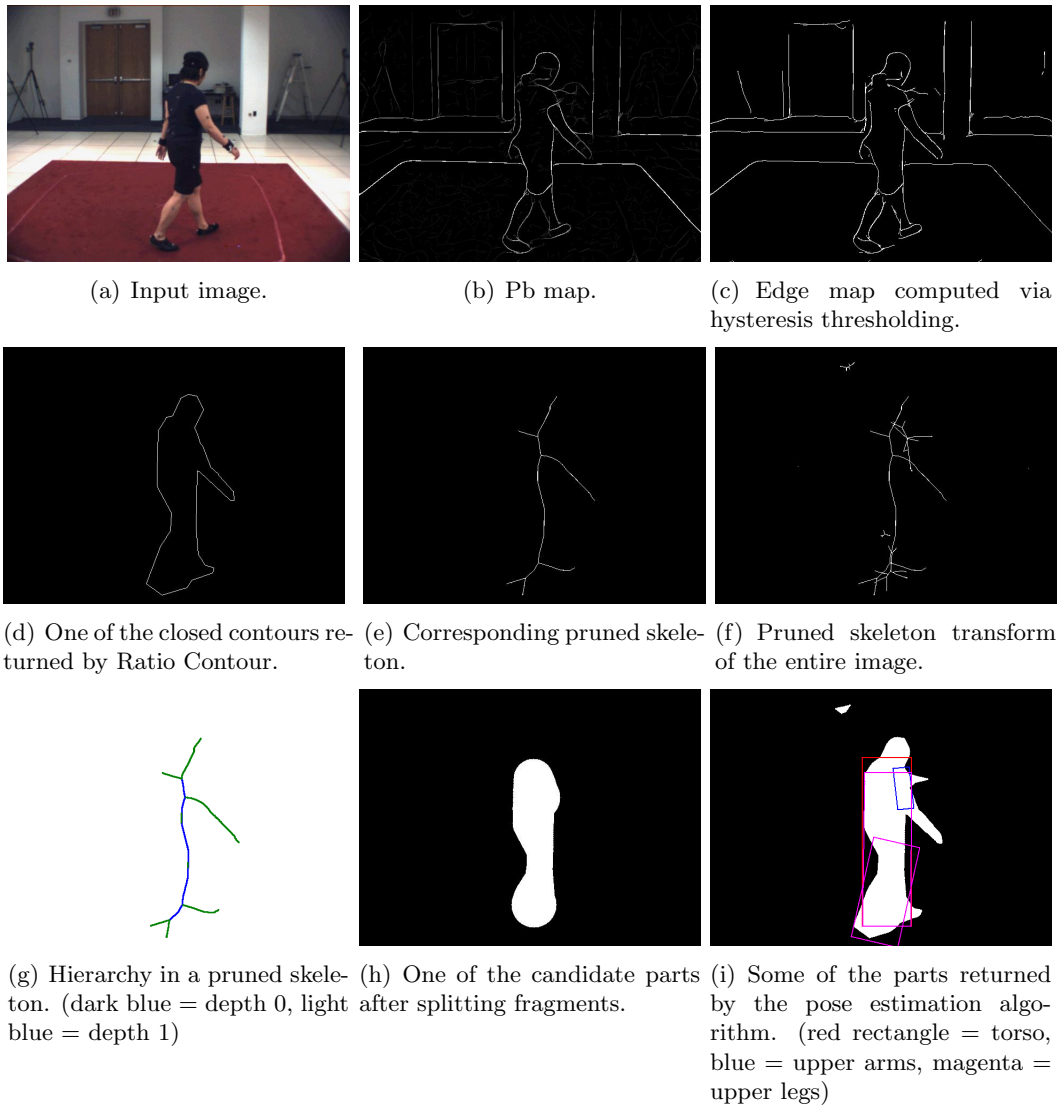 (a) Input image.
(b) Pb map.
(c) Edge map computed via
hysteresis thresholding.
(d) One of the closed contours re-
turned by Ratio Contour.
(e) Corresponding pruned skele-
ton.
(f) Pruned skeleton transform
of the entire image.
(g) Hierarchy in a pruned skele-
ton. (dark blue = depth 0, light
blue = depth 1)
(h) One of the candidate parts
after splitting fragments.
(i) Some of the parts returned
by the pose estimation algo-
rithm. (red rectangle = torso,
blue = upper arms, magenta =
upper legs)